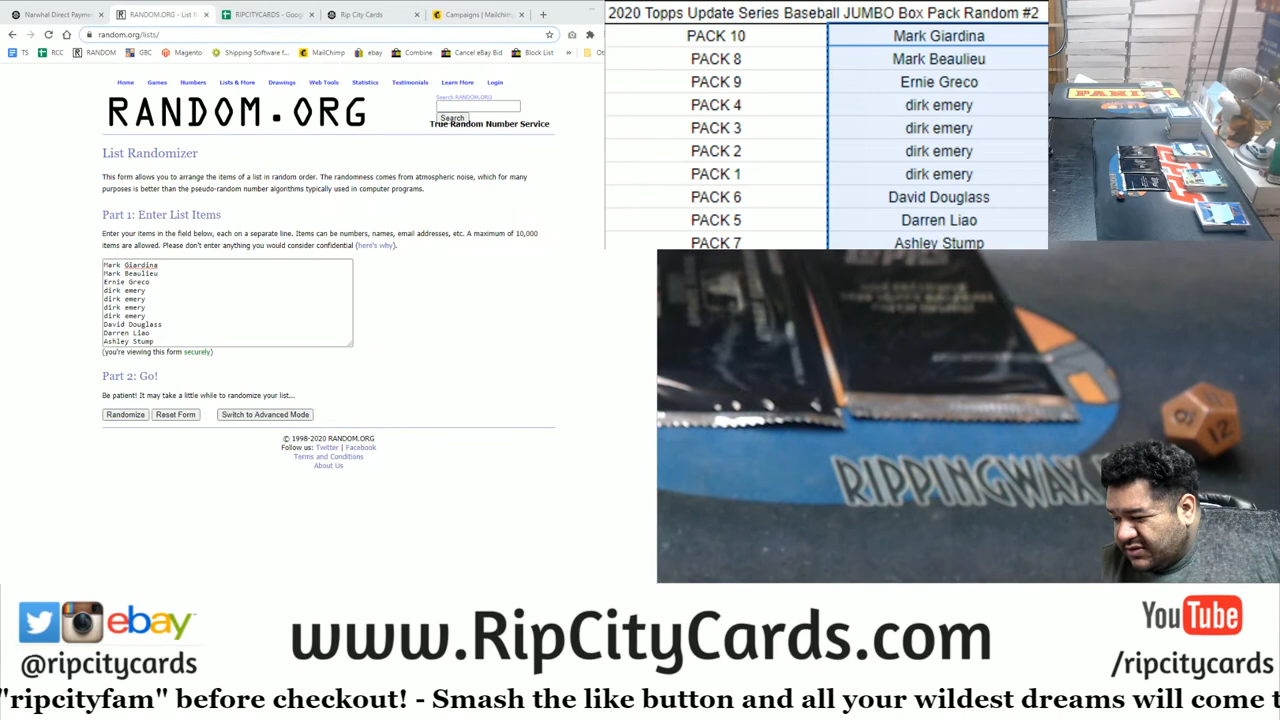 Narwhal Direct Payme
RANDOM.ORG - List R
RIPCITYCARDS - Goog
Rip City Cards
Campaigns | Mailchim
random.org/lists/
TS
RCC
RANDOM
GBC
Magento
Shipping Software f...
MailChimp
ebay
Combine
Cancel eBay Bid
Block List
Ot
Home
Games
Numbers
Lists & More
Drawings
Web Tools
Statistics
Testimonials
Learn More
Login
Search RANDOM.ORG
RANDOM.ORG
Search
True Random Number Service
List Randomizer
This form allows you to arrange the items of a list in random order. The randomness comes from atmospheric noise, which for many
purposes is better than the pseudo-random number algorithms typically used in computer programs.
Part 1: Enter List Items
Enter your items in the field below, each on a separate line. Items can be numbers, names, email addresses, etc. A maximum of 10,000
items are allowed. Please don't enter anything you would consider confidential (here's why).
Mark Giardina
Mark Beaulieu
Ernie Greco
dirk emery
dirk emery
dirk emery
dirk emery
David Douglass
Darren Liao
Ashley Stump
(you're viewing this form securely)
Part 2: Go!
Be patient! It may take a little while to randomize your list...
Randomize
Reset Form
Switch to Advanced Mode
© 1998-2020 RANDOM.ORG
Follow us: Twitter | Facebook
Terms and Conditions
About Us
2020 Topps Update Series Baseball JUMBO Box Pack Random #2
PACK 10 Mark Giardina
PACK 8 Mark Beaulieu
PACK 9 Ernie Greco
PACK 4 dirk emery
PACK 3 dirk emery
PACK 2 dirk emery
PACK 1 dirk emery
PACK 6 David Douglass
PACK 5 Darren Liao
PACK 7 Ashley Stump
PANINI
RIPPINGWAX
12
ebay
@ripcitycards
www.RipCityCards.com
YouTube
/ripcitycards
"ripcityfam" before checkout! - Smash the like button and all your wildest dreams will come t